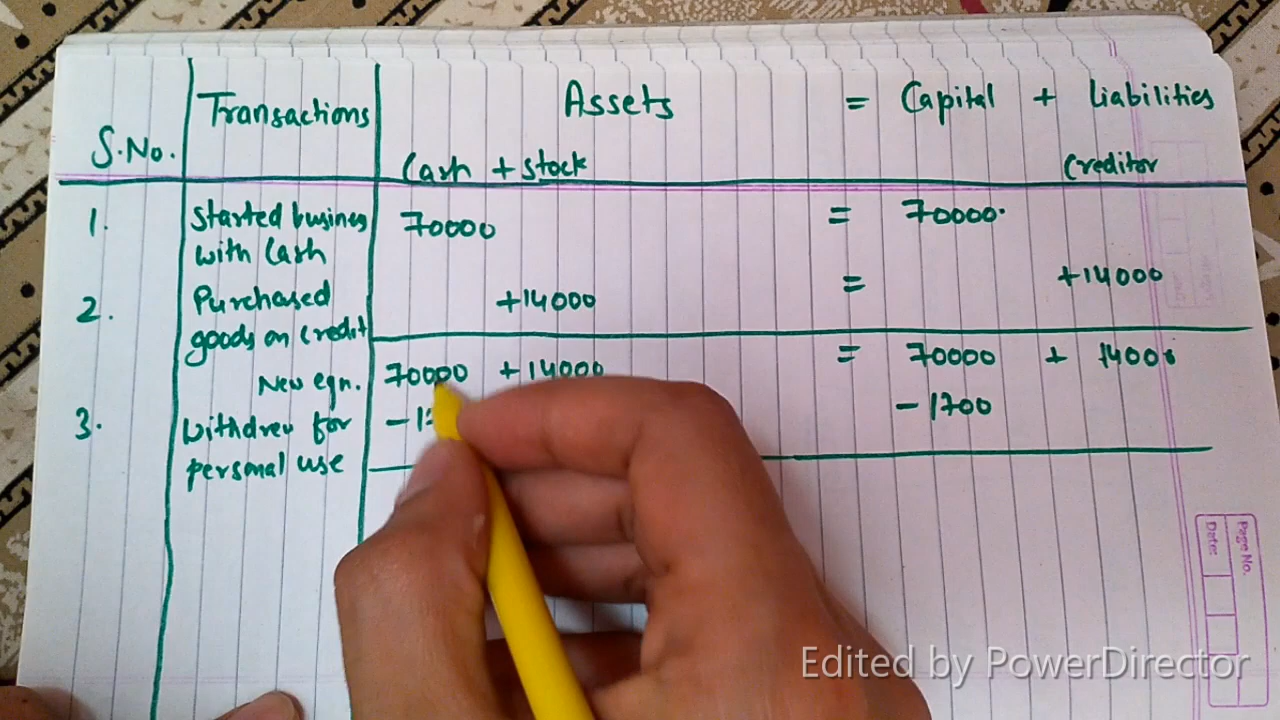 Transactions Assets = Capital + Liabilities
S.No. Cash + stock Creditor
1. Started busines 70000 = 70000.
with Cash
2. Purchased +14000 = +14000
goods on credit
New eqn. 70000 +14000 = 70000 + 14000
3. Withdrew for -1700
personal use
Page No.
Date:
Edited by PowerDirector